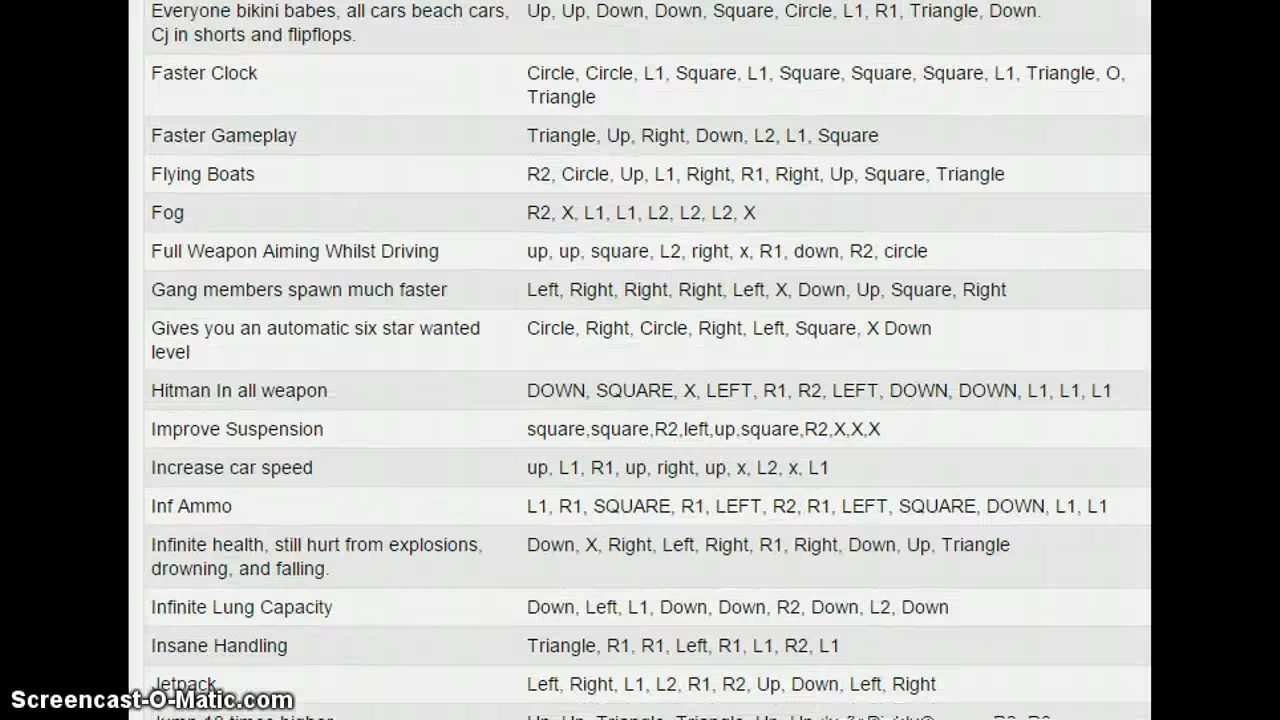 Everyone bikini babes, all cars beach cars, Up, Up, Down, Down, Square, Circle, L1, R1, Triangle, Down.
Cj in shorts and flipflops.
Faster Clock Circle, Circle, L1, Square, L1, Square, Square, Square, L1, Triangle, O,
Triangle
Faster Gameplay Triangle, Up, Right, Down, L2, L1, Square
Flying Boats R2, Circle, Up, L1, Right, R1, Right, Up, Square, Triangle
Fog R2, X, L1, L1, L2, L2, L2, X
Full Weapon Aiming Whilst Driving up, up, square, L2, right, x, R1, down, R2, circle
Gang members spawn much faster Left, Right, Right, Right, Left, X, Down, Up, Square, Right
Gives you an automatic six star wanted Circle, Right, Circle, Right, Left, Square, X Down
level
Hitman In all weapon DOWN, SQUARE, X, LEFT, R1, R2, LEFT, DOWN, DOWN, L1, L1, L1
Improve Suspension square,square,R2,left,up,square,R2,X,X,X
Increase car speed up, L1, R1, up, right, up, x, L2, x, L1
Inf Ammo L1, R1, SQUARE, R1, LEFT, R2, R1, LEFT, SQUARE, DOWN, L1, L1
Infinite health, still hurt from explosions, Down, X, Right, Left, Right, R1, Right, Down, Up, Triangle
drowning, and falling.
Infinite Lung Capacity Down, Left, L1, Down, Down, R2, Down, L2, Down
Insane Handling Triangle, R1, R1, Left, R1, L1, R2, L1
Jetpack Left, Right, L1, L2, R1, R2, Up, Down, Left, Right
Screencast-O-Matic.com
Jump 10 times higher Up, Up, Triangle, Triangle, Up, Up